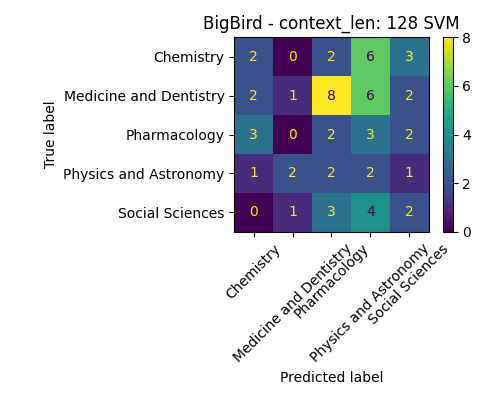 BigBird - context_len: 128 SVM
True label
Chemistry 2 0 2 6 3
Medicine and Dentistry 2 1 8 6 2
Pharmacology 3 0 2 3 2
Physics and Astronomy 1 2 2 2 1
Social Sciences 0 1 3 4 2
8
6
4
2
0
Chemistry
Medicine and Dentistry
Pharmacology
Physics and Astronomy
Social Sciences
Predicted label